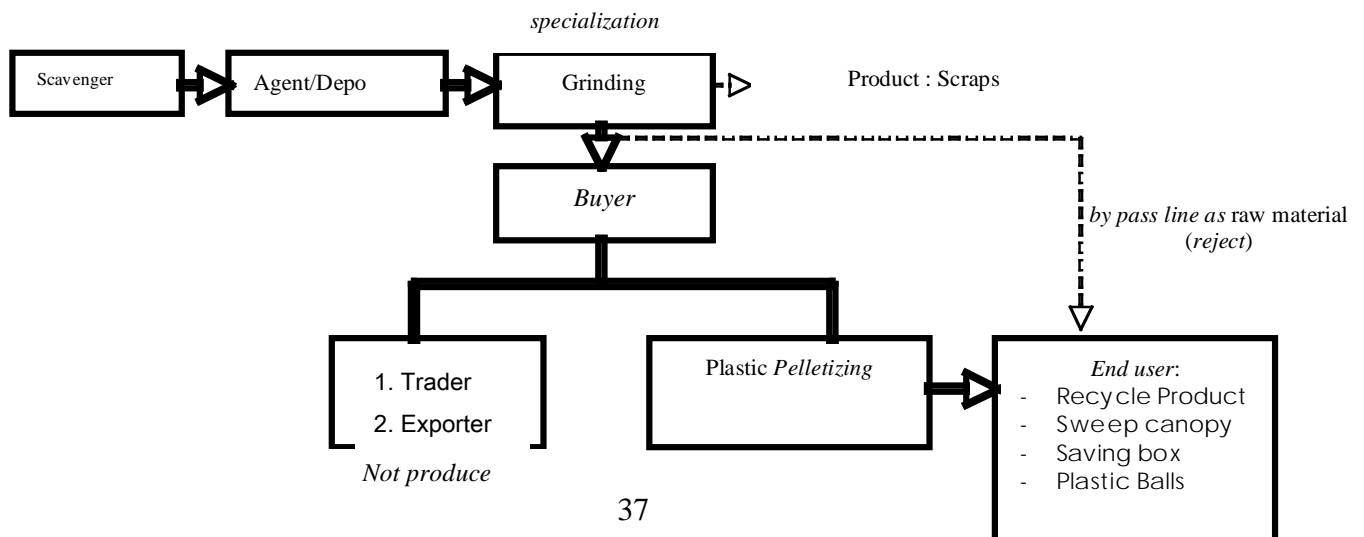 specialization
Scavenger
Agent/Depo
Grinding
Product : Scraps
Buyer
by pass line as raw material
(reject)
1. Trader
2. Exporter
Not produce
Plastic Pelletizing
End user:
- Recycle Product
- Sweep canopy
- Saving box
- Plastic Balls
37